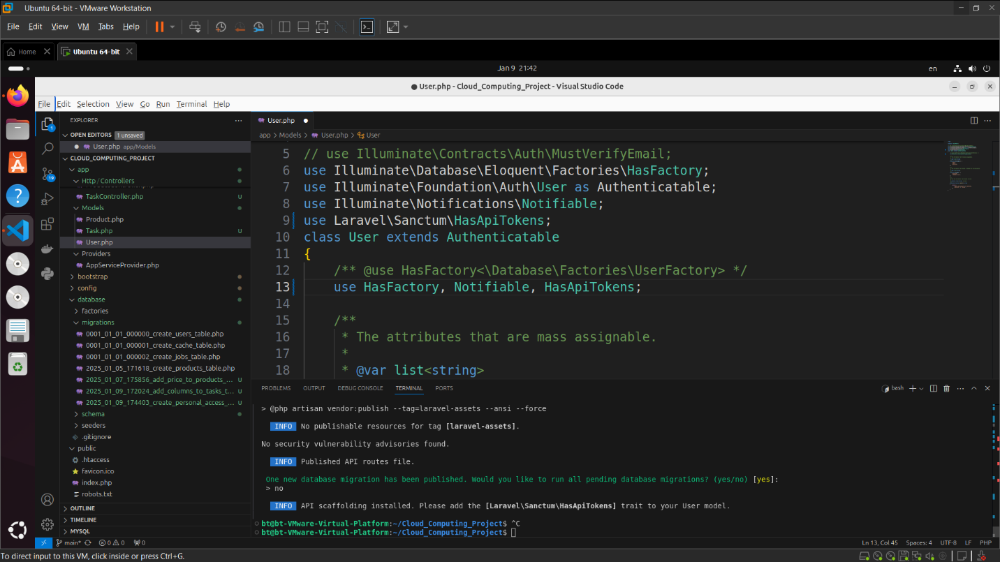 Ubuntu 64-bit - VMware Workstation
File Edit View VM Tabs Help
Home Ubuntu 64-bit
Jan 9 21:42 en
● User.php - Cloud_Computing_Project - Visual Studio Code
File Edit Selection View Go Run Terminal Help
EXPLORER
OPEN EDITORS 1 unsaved
User.php app/Models
CLOUD_COMPUTING_PROJECT
app
Http / Controllers
TaskController.php U
Models
Product.php
Task.php U
User.php
Providers
AppServiceProvider.php
bootstrap
config
database
factories
migrations
0001_01_01_000000_create_users_table.php
0001_01_01_000001_create_cache_table.php
0001_01_01_000002_create_jobs_table.php
2025_01_05_171618_create_products_table.php
2025_01_07_175856_add_price_to_products_... U
2025_01_09_172024_add_columns_to_tasks_t... U
2025_01_09_174403_create_personal_access_... U
schema
seeders
.gitignore
public
.htaccess
favicon.ico
index.php
robots.txt
OUTLINE
TIMELINE
MYSQL
1
19
User.php
app > Models > User.php > User
5 // use Illuminate\Contracts\Auth\MustVerifyEmail;
6 use Illuminate\Database\Eloquent\Factories\HasFactory;
7 use Illuminate\Foundation\Auth\User as Authenticatable;
8 use Illuminate\Notifications\Notifiable;
9 use Laravel\Sanctum\HasApiTokens;
10 class User extends Authenticatable
11 {
12 /** @use HasFactory<\Database\Factories\UserFactory> */
13 use HasFactory, Notifiable, HasApiTokens;
14
15 /**
16 * The attributes that are mass assignable.
17 *
18 * @var list<string>
PROBLEMS OUTPUT DEBUG CONSOLE TERMINAL PORTS bash
> @php artisan vendor:publish --tag=laravel-assets --ansi --force
INFO No publishable resources for tag [laravel-assets].
No security vulnerability advisories found.
INFO Published API routes file.
One new database migration has been published. Would you like to run all pending database migrations? (yes/no) [yes]:
> no
INFO API scaffolding installed. Please add the [Laravel\Sanctum\HasApiTokens] trait to your User model.
bt@bt-VMware-Virtual-Platform:~/Cloud_Computing_Project$ ^C
bt@bt-VMware-Virtual-Platform:~/Cloud_Computing_Project$
main* 0 0 0 Ln 13, Col 45 Spaces: 4 UTF-8 LF PHP
To direct input to this VM, click inside or press Ctrl+G.